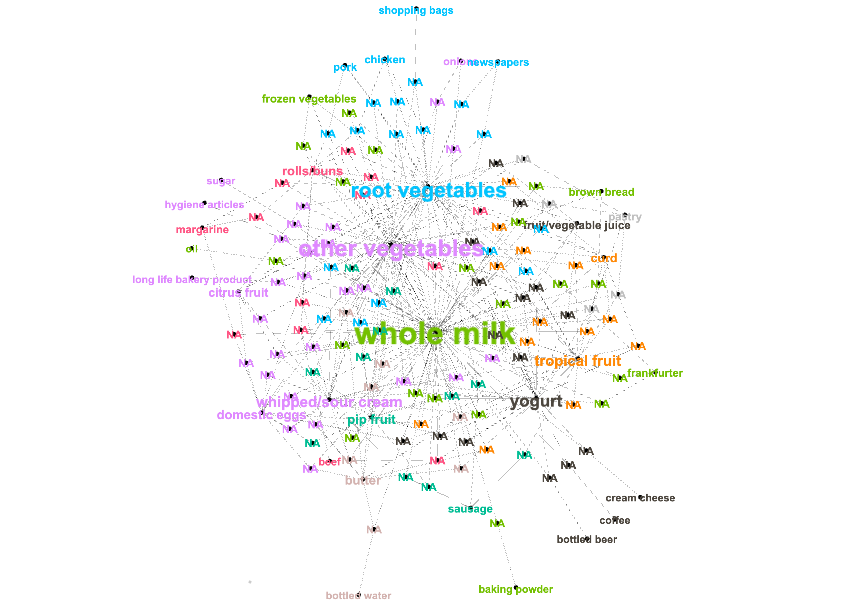 shopping bags
chicken
pork
newspapers
frozen vegetables
NA
rolls/buns
root vegetables
sugar
brown bread
hygiene articles
pastry
margarine
fruit/vegetable juice
oil
other vegetables
curd
long life bakery product
citrus fruit
whole milk
tropical fruit
frankfurter
whipped/sour cream
yogurt
domestic eggs
pip fruit
beef
butter
cream cheese
sausage
coffee
bottled beer
baking powder
bottled water